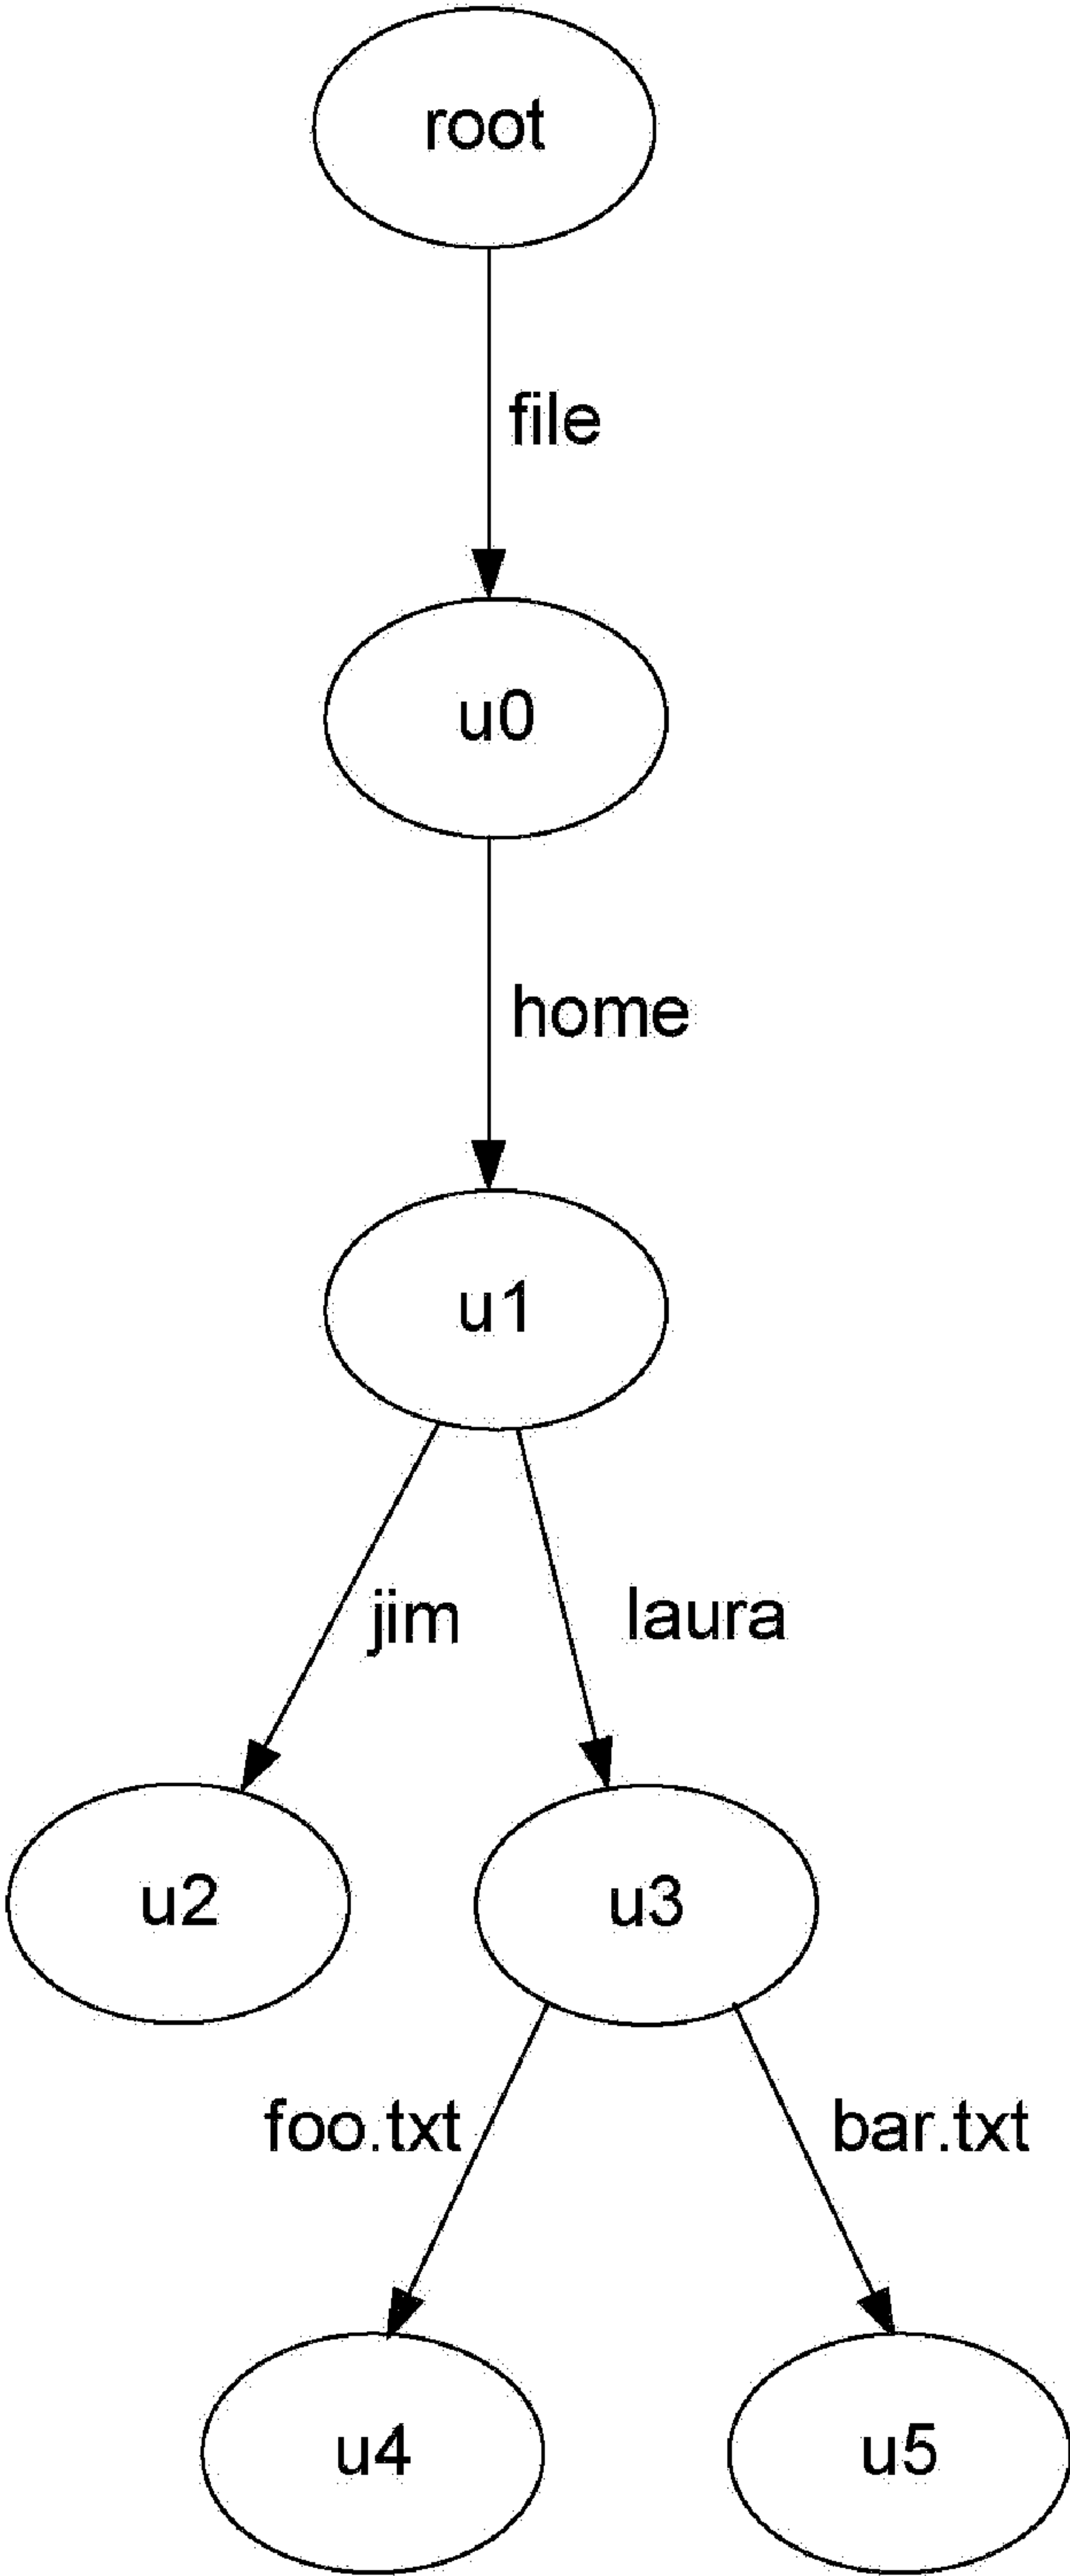 root
file
u0
home
u1
jim
laura
u2
u3
foo.txt
bar.txt
u4
u5